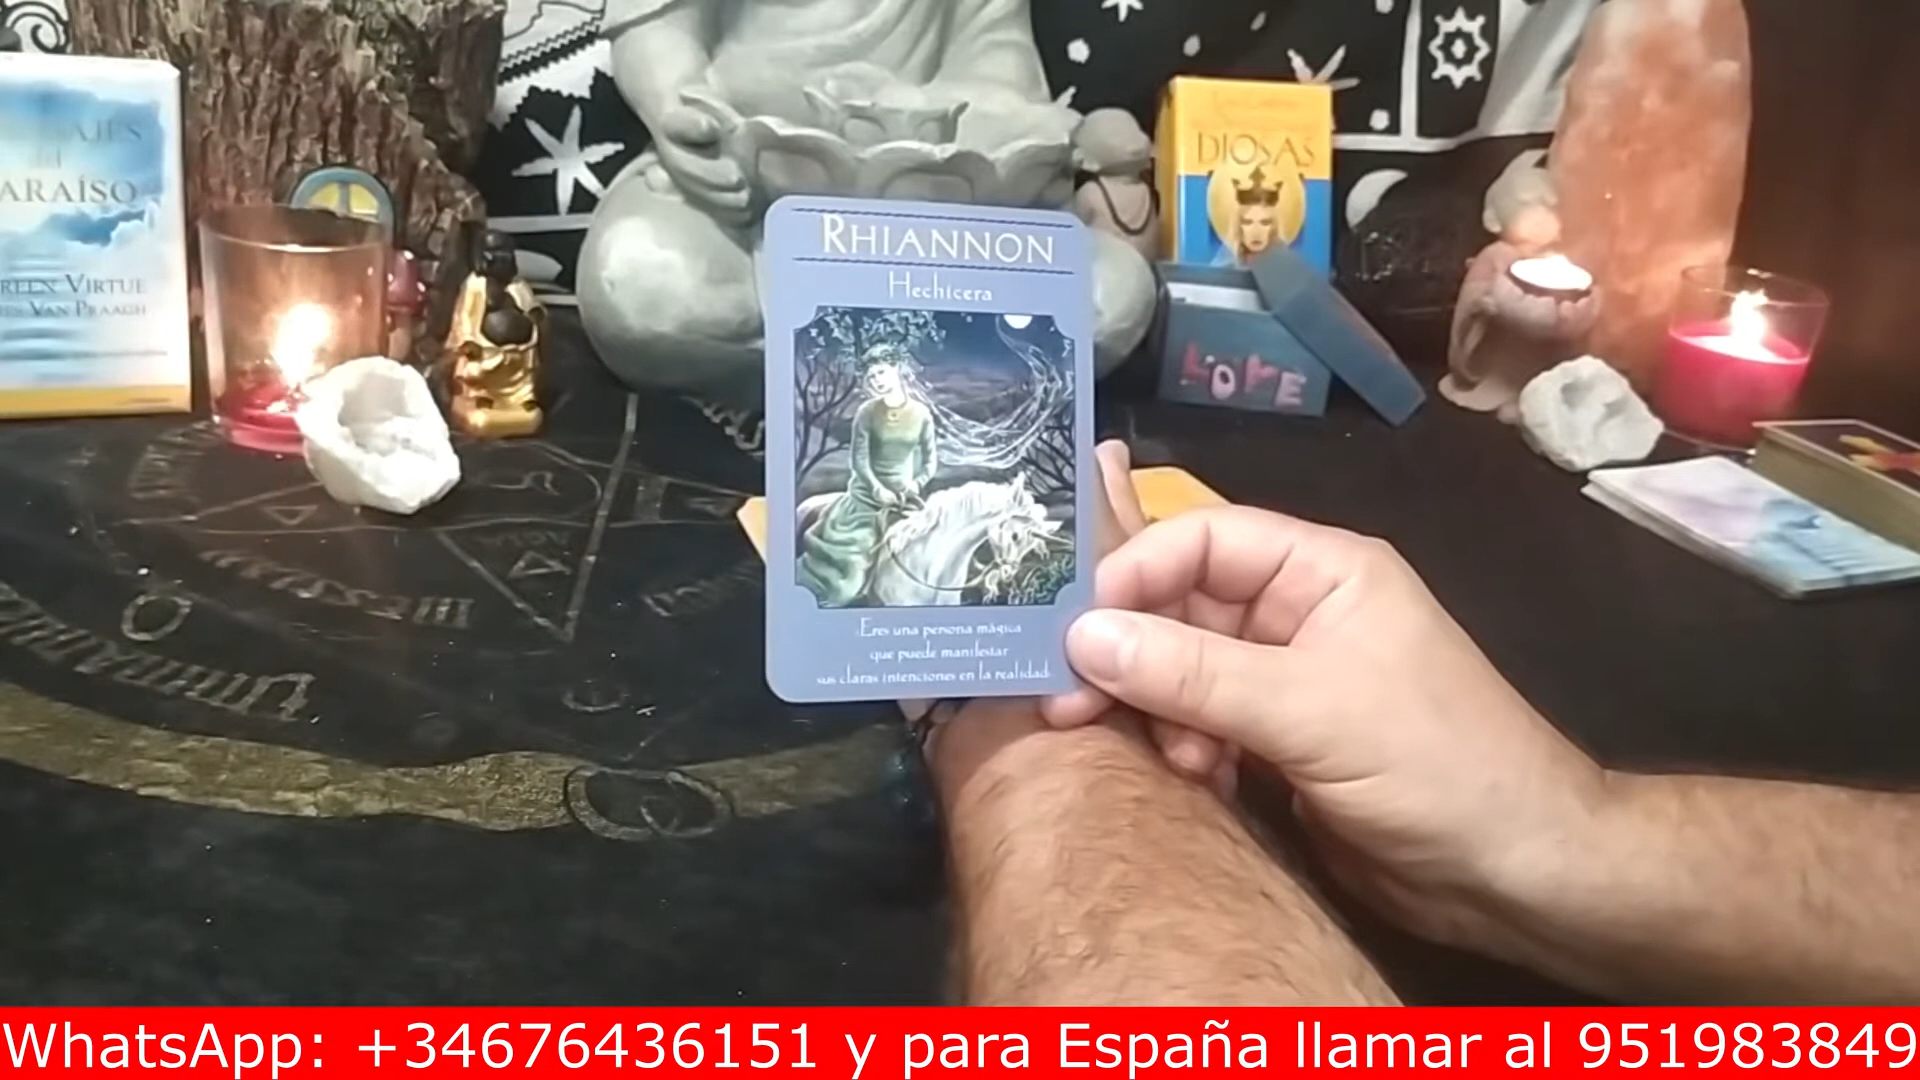 RHIANNON
Hechicera
¡Eres una persona mágica
que puede manifestar
sus claras intenciones en la realidad!
DIOSAS
LOVE
ARAÍSO
REEN VIRTUE
VAN PRAAGH
WhatsApp: +34676436151 y para España llamar al 951983849